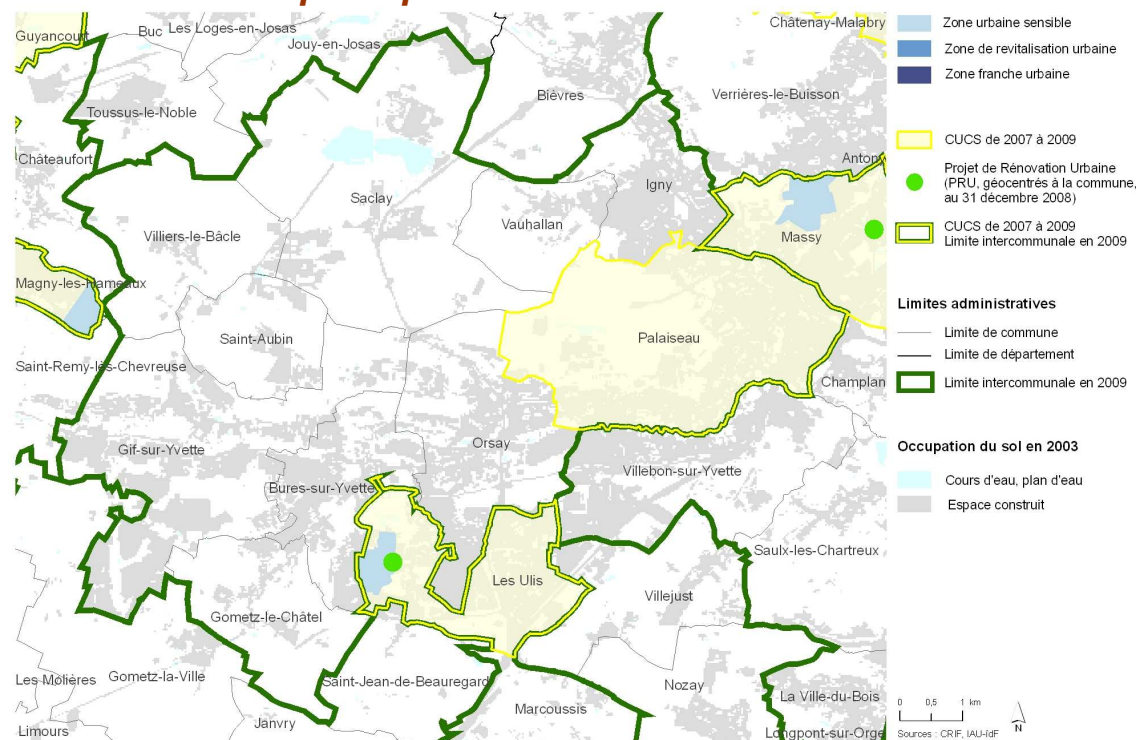 Guyancourt
Buc
Les Loges-en-Josas
Jouy-en-Josas
Châtenay-Malabry
Bièvres
Verrières-le-Buisson
Toussus-le-Noble
Châteaufort
Saclay
Igny
Antony
Vauhallan
Villiers-le-Bâcle
Massy
Magny-les-Hameaux
Saint-Aubin
Palaiseau
Saint-Remy-lès-Chevreuse
Champlan
Gif-sur-Yvette
Orsay
Villebon-sur-Yvette
Bures-sur-Yvette
Saulx-les-Chartreux
Les Ulis
Villejust
Gometz-le-Châtel
Les Molières
Gometz-la-Ville
Saint-Jean-de-Beauregard
Nozay
La Ville-du-Bois
Marcoussis
Janvry
Limours
Longpont-sur-Orge
Zone urbaine sensible
Zone de revitalisation urbaine
Zone franche urbaine
CUCS de 2007 à 2009
Projet de Rénovation Urbaine
(PRU, géocentrés à la commune,
au 31 décembre 2008)
CUCS de 2007 à 2009
Limite intercommunale en 2009
Limites administratives
Limite de commune
Limite de département
Limite intercommunale en 2009
Occupation du sol en 2003
Cours d'eau, plan d'eau
Espace construit
0 0,5 1 km
N
Sources : CRIF, IAU-îdF